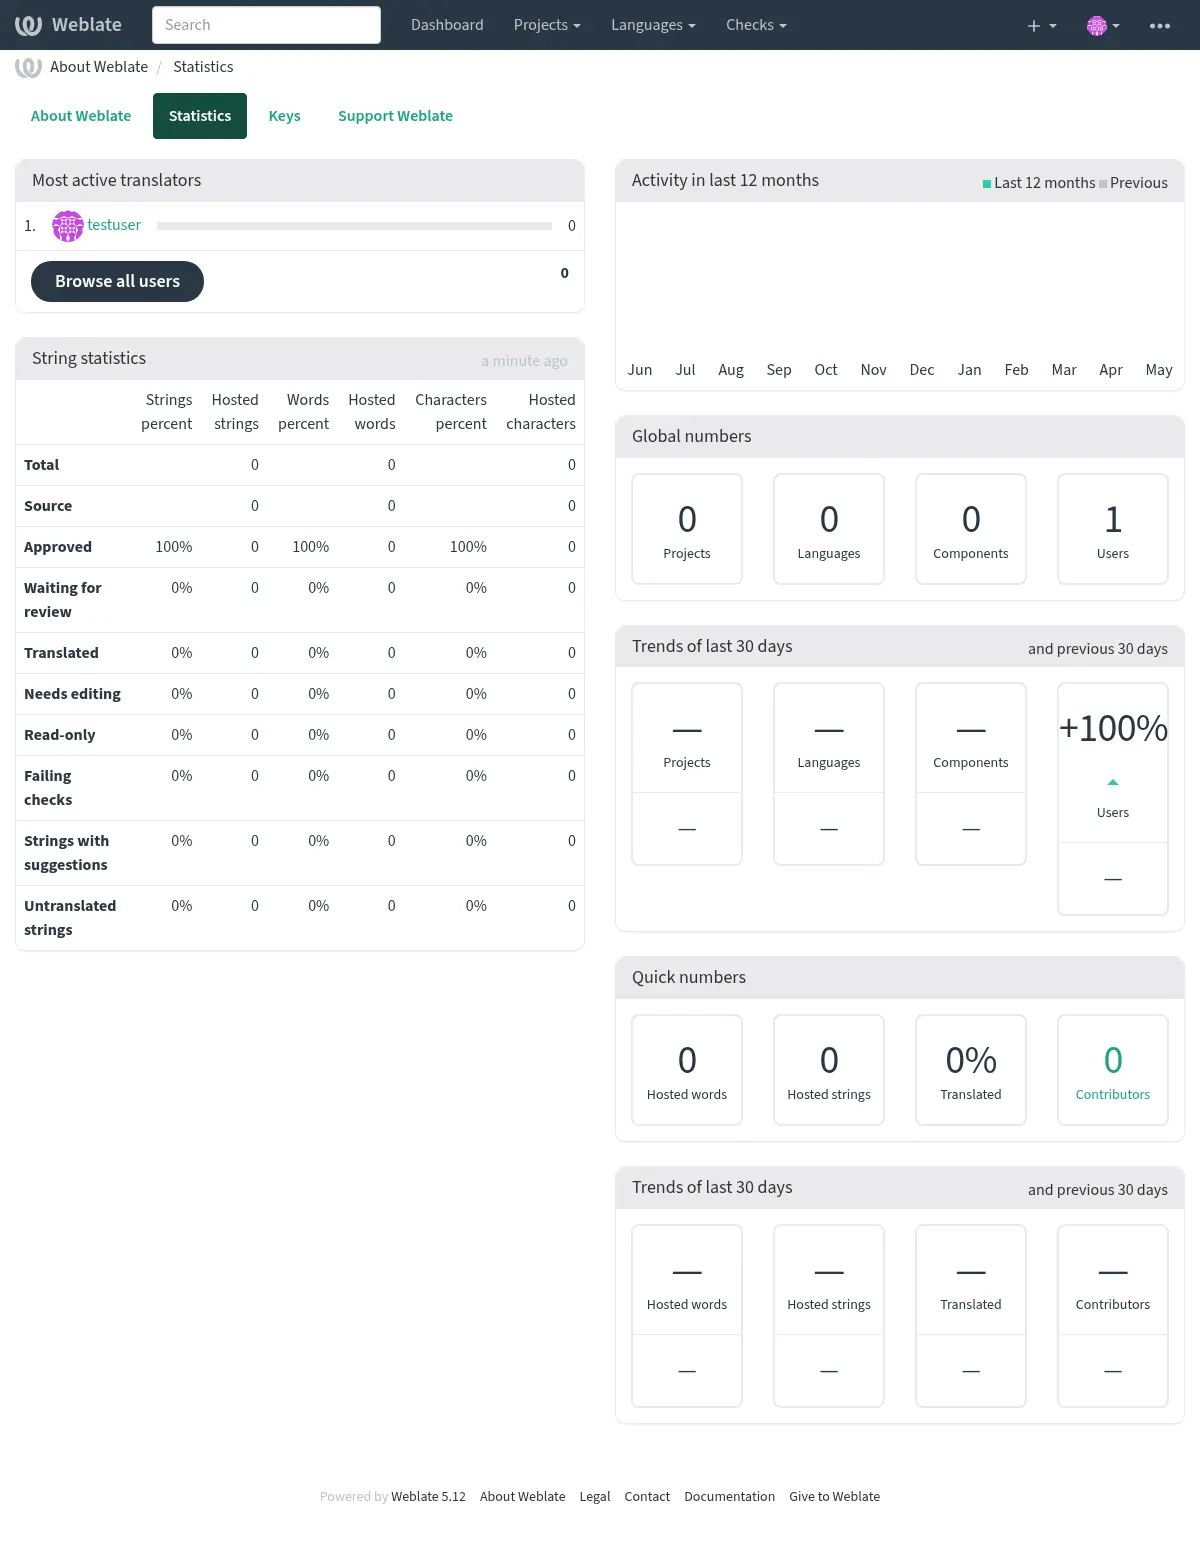 Weblate Search Dashboard Projects Languages Checks
About Weblate / Statistics
About Weblate Statistics Keys Support Weblate
Most active translators
1. testuser 0
Browse all users 0
String statistics a minute ago
Strings percent Hosted strings Words percent Hosted words Characters percent Hosted characters
Total 0 0 0
Source 0 0 0
Approved 100% 0 100% 0 100% 0
Waiting for review 0% 0 0% 0 0% 0
Translated 0% 0 0% 0 0% 0
Needs editing 0% 0 0% 0 0% 0
Read-only 0% 0 0% 0 0% 0
Failing checks 0% 0 0% 0 0% 0
Strings with suggestions 0% 0 0% 0 0% 0
Untranslated strings 0% 0 0% 0 0% 0
Activity in last 12 months Last 12 months Previous
Jun Jul Aug Sep Oct Nov Dec Jan Feb Mar Apr May
Global numbers
0 0 0 1
Projects Languages Components Users
Trends of last 30 days and previous 30 days
— — — +100%
Projects Languages Components Users
— — — —
Quick numbers
0 0 0% 0
Hosted words Hosted strings Translated Contributors
Trends of last 30 days and previous 30 days
— — — —
Hosted words Hosted strings Translated Contributors
— — — —
Powered by Weblate 5.12 About Weblate Legal Contact Documentation Give to Weblate